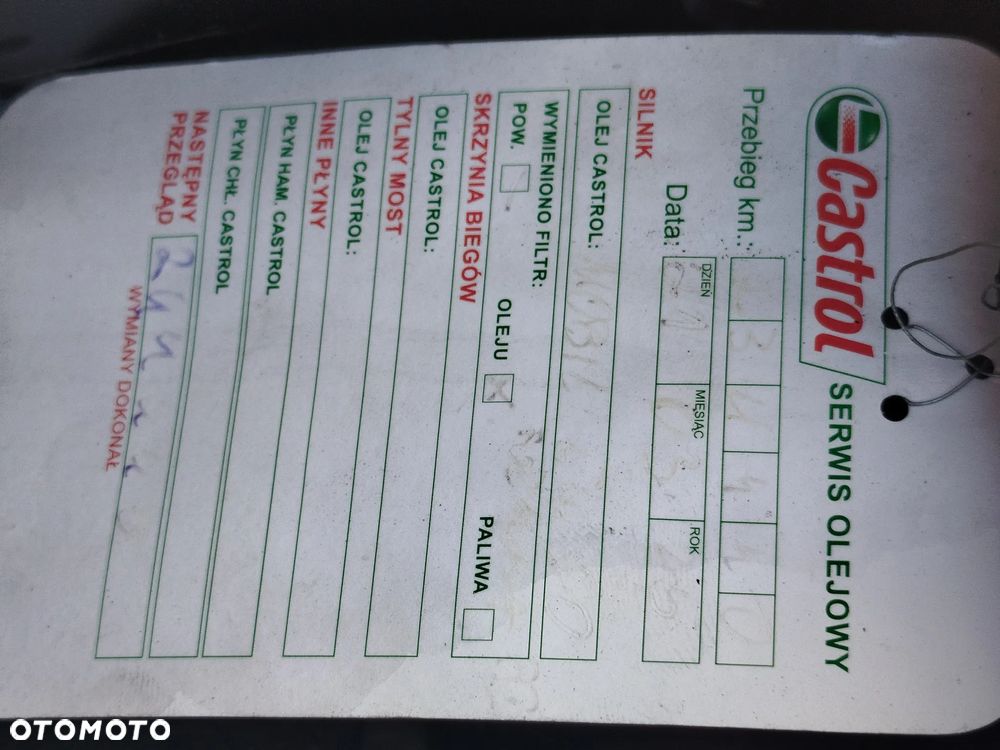 Castrol SERWIS OLEJOWY
Przebieg km.:
DZIEŃ MIESIĄC ROK
Data:
SILNIK
OLEJ CASTROL: MOBIL
WYMIENIONO FILTR:
POW. OLEJU PALIWA
SKRZYNIA BIEGÓW
OLEJ CASTROL:
TYLNY MOST
OLEJ CASTROL:
INNE PŁYNY
PŁYN HAM. CASTROL
PŁYN CHŁ. CASTROL
NASTĘPNY
PRZEGLĄD
WYMIANY DOKONAŁ
OTOMOTO